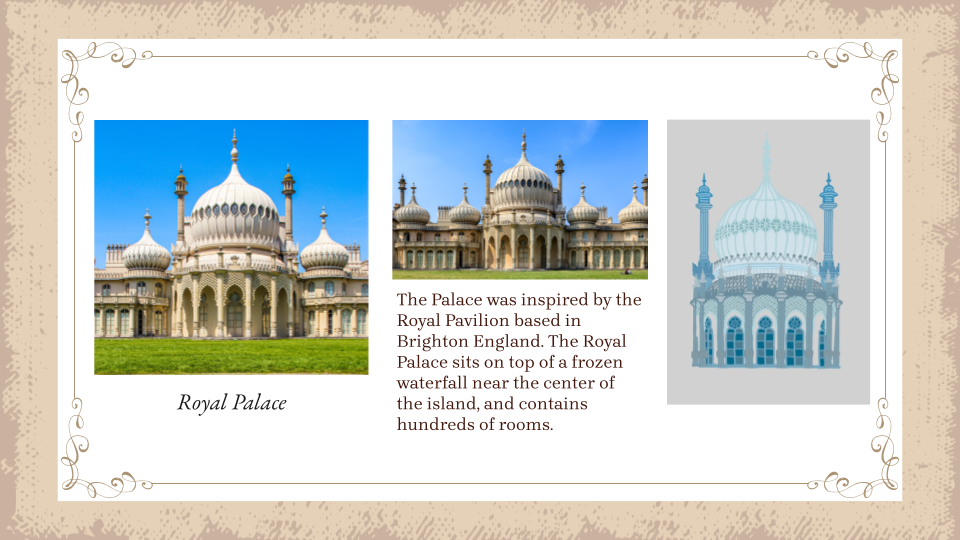 The Palace was inspired by the
Royal Pavilion based in
Brighton England. The Royal
Palace sits on top of a frozen
waterfall near the center of
the island, and contains
hundreds of rooms.
Royal Palace